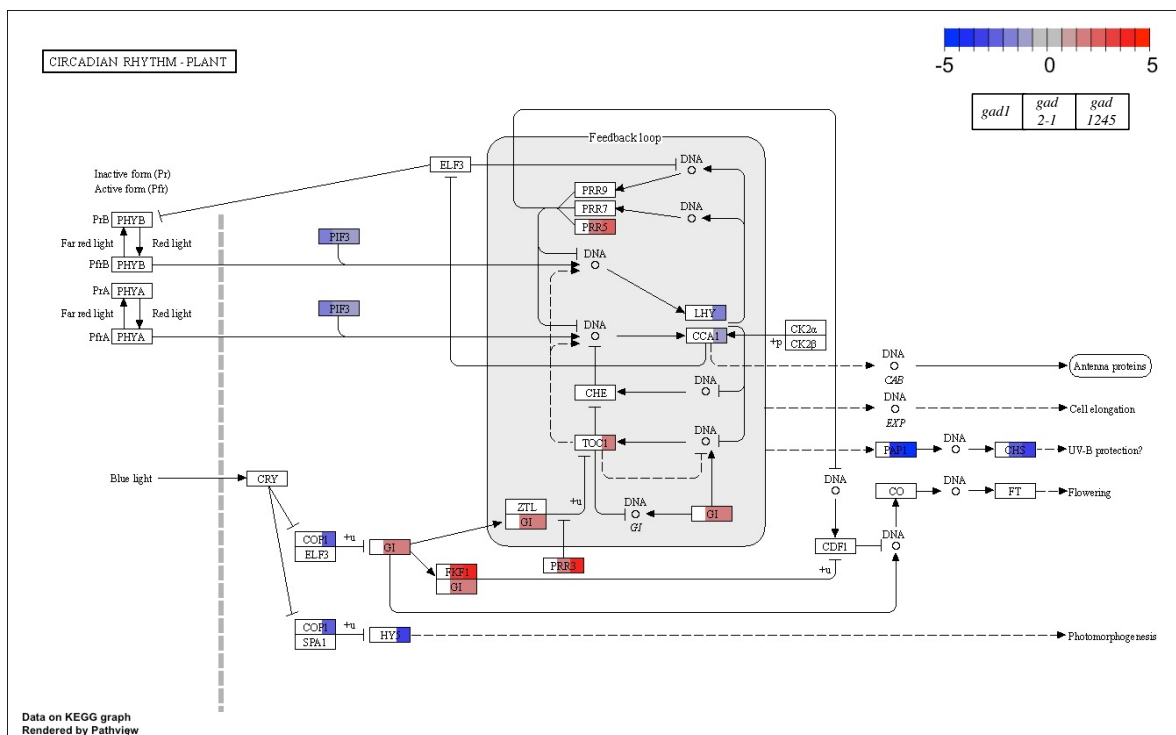 CIRCADIAN RHYTHM - PLANT
-5
0
5
gad1
gad
2-1
gad
1245
Feedback loop
ELF3
DNA
Inactive form (Pr)
Active form (Pfr)
PRR9
PRR7
DNA
PRR5
PrB
PHYB
Far red light
Red light
PfrB
PHYB
PIF3
DNA
PrA
PHYA
Far red light
Red light
PfrA
PHYA
PIF3
DNA
LHY
CCA1
+p
CK2α
CK2β
DNA
CAB
Antenna proteins
CHE
DNA
DNA
EXP
Cell elongation
TOC1
DNA
PAP1
DNA
CHS
UV-B protection?
Blue light
CRY
DNA
CO
DNA
FT
Flowering
ZTL
GI
+u
DNA
GI
GI
COP1
ELF3
+u
GI
CDF1
DNA
PRR3
FKF1
GI
+u
COP1
SPA1
+u
HY5
Photomorphogenesis
Data on KEGG graph
Rendered by Pathview